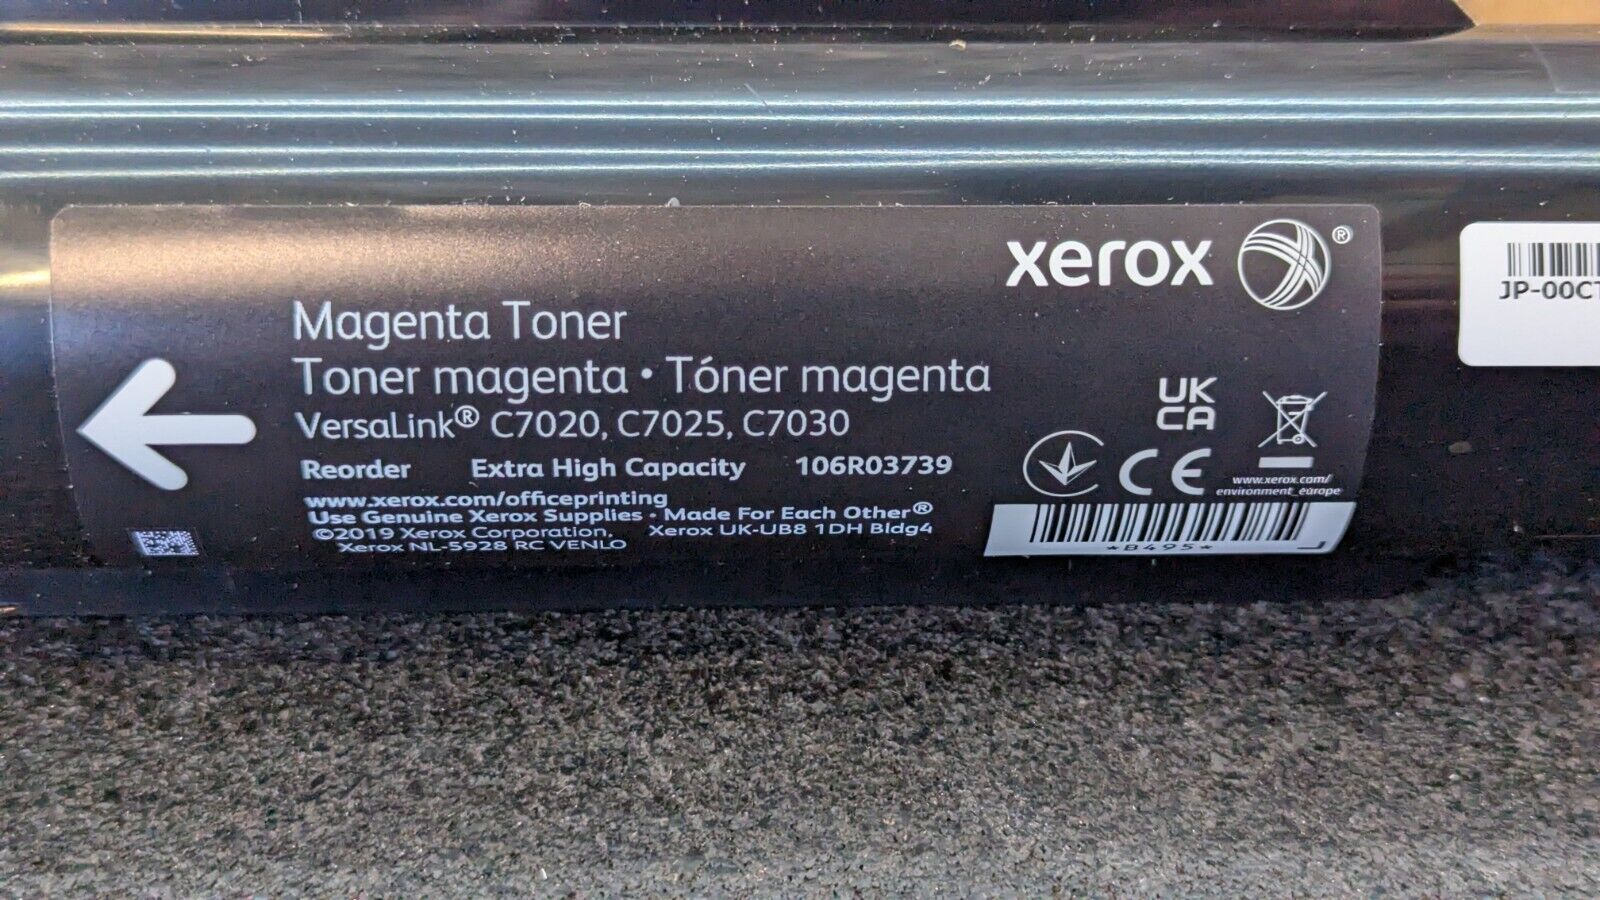 xerox ®
JP-00CT
Magenta Toner
Toner magenta • Tóner magenta
VersaLink® C7020, C7025, C7030
Reorder Extra High Capacity 106R03739
www.xerox.com/officeprinting
Use Genuine Xerox Supplies • Made For Each Other®
©2019 Xerox Corporation, Xerox UK-UB8 1DH Bldg4
Xerox NL-5928 RC VENLO
UK
CA
CE
www.xerox.com/
environment_europe
*B495*
J